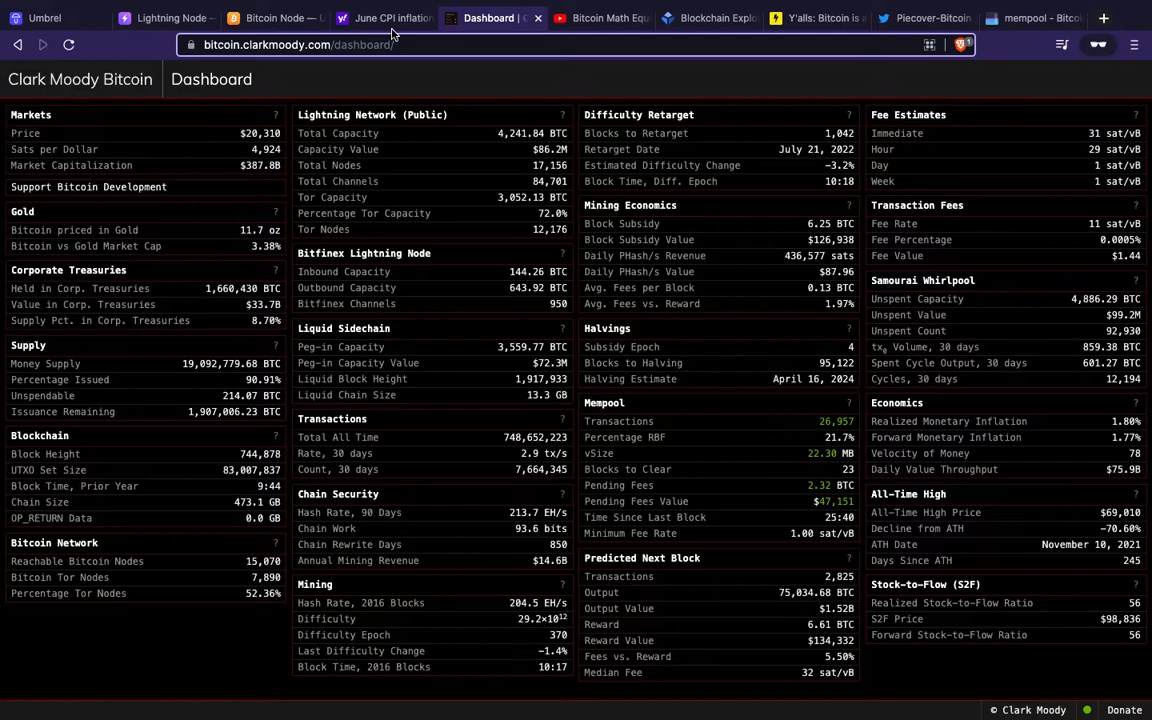 Umbrel
Lightning Node —
Bitcoin Node —
June CPI inflation
Dashboard |
Bitcoin Math Equ
Blockchain Explo
Y'alls: Bitcoin is a
Piecover-Bitcoin
mempool - Bitcoi
bitcoin.clarkmoody.com/dashboard/
1
Clark Moody Bitcoin
Dashboard
Markets ?
Price $20,310
Sats per Dollar 4,924
Market Capitalization $387.8B
Support Bitcoin Development
Gold ?
Bitcoin priced in Gold 11.7 oz
Bitcoin vs Gold Market Cap 3.38%
Corporate Treasuries ?
Held in Corp. Treasuries 1,660,430 BTC
Value in Corp. Treasuries $33.7B
Supply Pct. in Corp. Treasuries 8.70%
Supply ?
Money Supply 19,092,779.68 BTC
Percentage Issued 90.91%
Unspendable 214.07 BTC
Issuance Remaining 1,907,006.23 BTC
Blockchain ?
Block Height 744,878
UTXO Set Size 83,007,837
Block Time, Prior Year 9:44
Chain Size 473.1 GB
OP_RETURN Data 0.0 GB
Bitcoin Network ?
Reachable Bitcoin Nodes 15,070
Bitcoin Tor Nodes 7,890
Percentage Tor Nodes 52.36%
Lightning Network (Public) ?
Total Capacity 4,241.84 BTC
Capacity Value $86.2M
Total Nodes 17,156
Total Channels 84,701
Tor Capacity 3,052.13 BTC
Percentage Tor Capacity 72.0%
Tor Nodes 12,176
Bitfinex Lightning Node ?
Inbound Capacity 144.26 BTC
Outbound Capacity 643.92 BTC
Bitfinex Channels 950
Liquid Sidechain ?
Peg-in Capacity 3,559.77 BTC
Peg-in Capacity Value $72.3M
Liquid Block Height 1,917,933
Liquid Chain Size 13.3 GB
Transactions ?
Total All Time 748,652,223
Rate, 30 days 2.9 tx/s
Count, 30 days 7,664,345
Chain Security ?
Hash Rate, 90 Days 213.7 EH/s
Chain Work 93.6 bits
Chain Rewrite Days 850
Annual Mining Revenue $14.6B
Mining ?
Hash Rate, 2016 Blocks 204.5 EH/s
Difficulty 29.2×10¹²
Difficulty Epoch 370
Last Difficulty Change -1.4%
Block Time, 2016 Blocks 10:17
Difficulty Retarget ?
Blocks to Retarget 1,042
Retarget Date July 21, 2022
Estimated Difficulty Change -3.2%
Block Time, Diff. Epoch 10:18
Mining Economics ?
Block Subsidy 6.25 BTC
Block Subsidy Value $126,938
Daily PHash/s Revenue 436,577 sats
Daily PHash/s Value $87.96
Avg. Fees per Block 0.13 BTC
Avg. Fees vs. Reward 1.97%
Halvings ?
Subsidy Epoch 4
Blocks to Halving 95,122
Halving Estimate April 16, 2024
Mempool ?
Transactions 26,957
Percentage RBF 21.7%
vSize 22.30 MB
Blocks to Clear 23
Pending Fees 2.32 BTC
Pending Fees Value $47,151
Time Since Last Block 25:40
Minimum Fee Rate 1.00 sat/vB
Predicted Next Block ?
Transactions 2,825
Output 75,034.68 BTC
Output Value $1.52B
Reward 6.61 BTC
Reward Value $134,332
Fees vs. Reward 5.50%
Median Fee 32 sat/vB
Fee Estimates ?
Immediate 31 sat/vB
Hour 29 sat/vB
Day 1 sat/vB
Week 1 sat/vB
Transaction Fees ?
Fee Rate 11 sat/vB
Fee Percentage 0.0005%
Fee Value $1.44
Samourai Whirlpool ?
Unspent Capacity 4,886.29 BTC
Unspent Value $99.2M
Unspent Count 92,930
tx₀ Volume, 30 days 859.38 BTC
Spent Cycle Output, 30 days 601.27 BTC
Cycles, 30 days 12,194
Economics ?
Realized Monetary Inflation 1.80%
Forward Monetary Inflation 1.77%
Velocity of Money 78
Daily Value Throughput $75.9B
All-Time High ?
All-Time High Price $69,010
Decline from ATH -70.60%
ATH Date November 10, 2021
Days Since ATH 245
Stock-to-Flow (S2F) ?
Realized Stock-to-Flow Ratio 56
S2F Price $98,836
Forward Stock-to-Flow Ratio 56
© Clark Moody
Donate